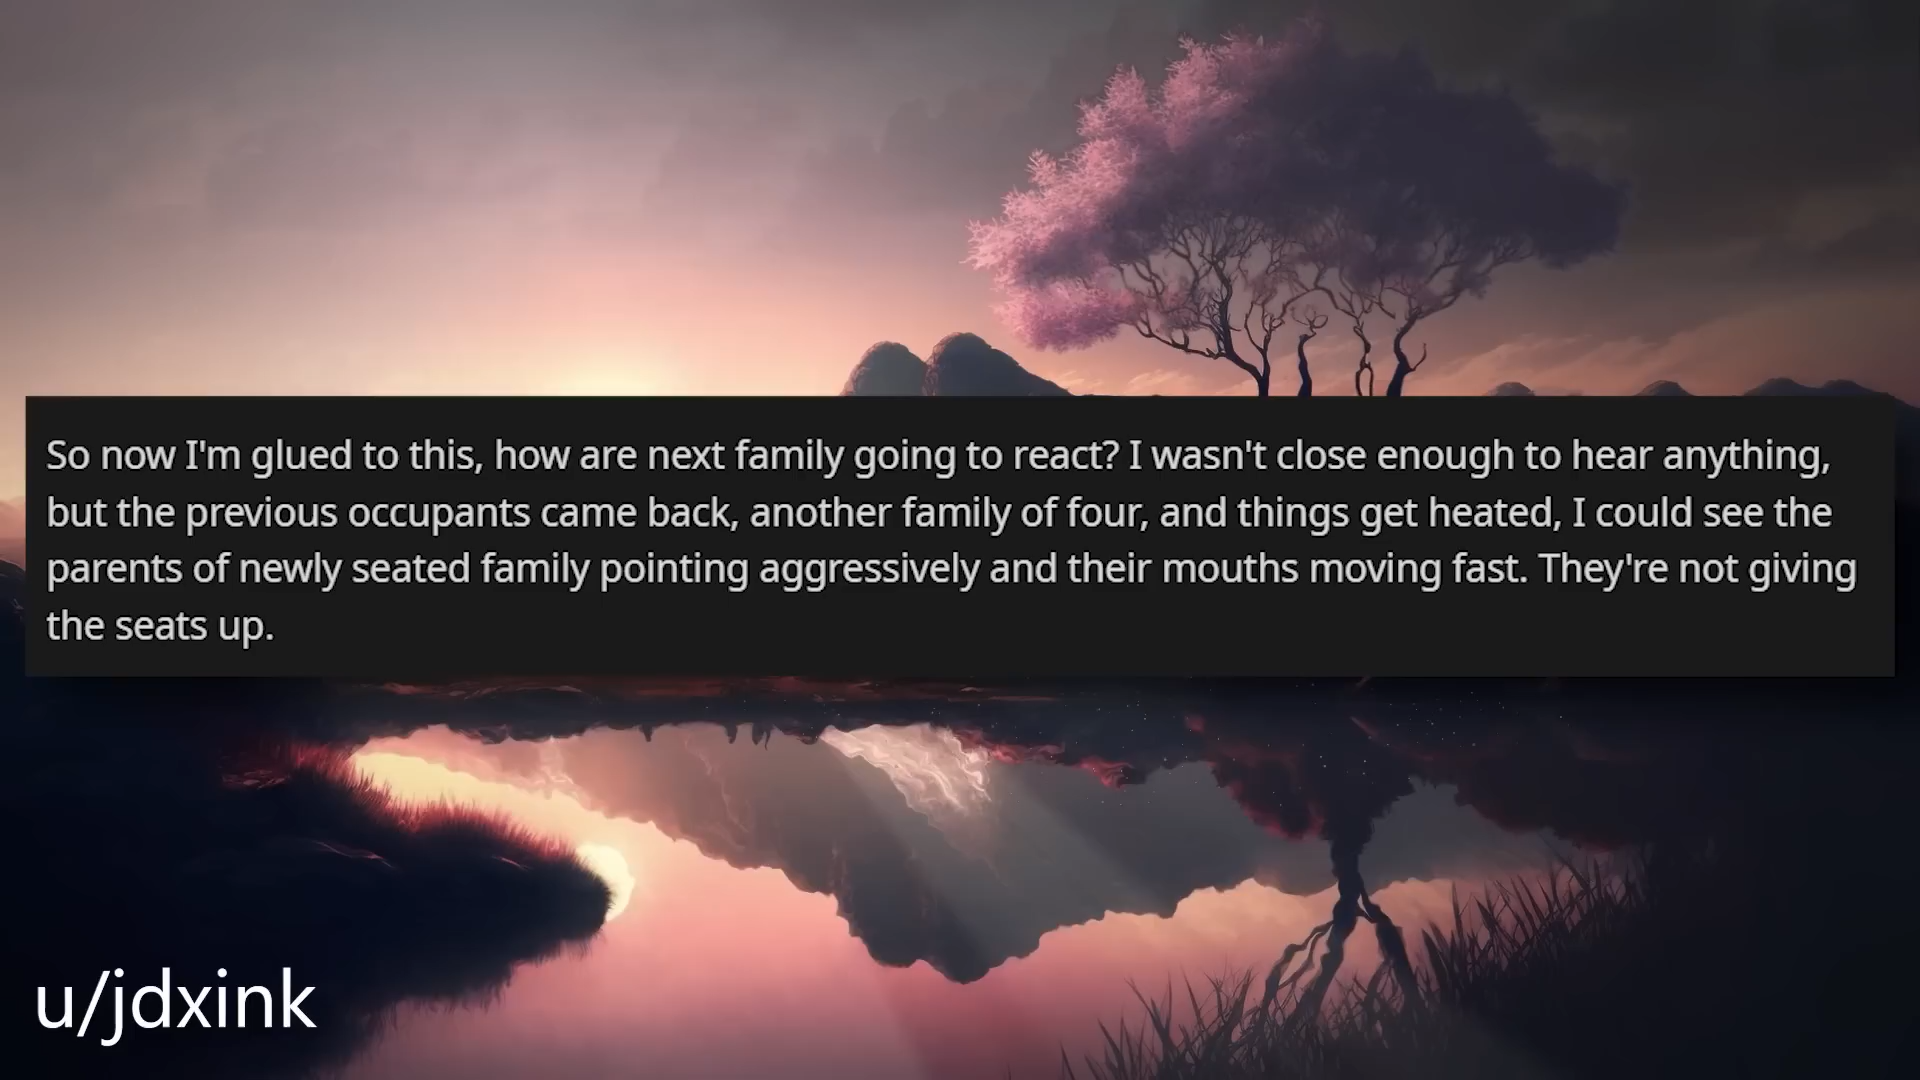 So now I'm glued to this, how are next family going to react? I wasn't close enough to hear anything,
but the previous occupants came back, another family of four, and things get heated, I could see the
parents of newly seated family pointing aggressively and their mouths moving fast. They're not giving
the seats up.
u/jdxink